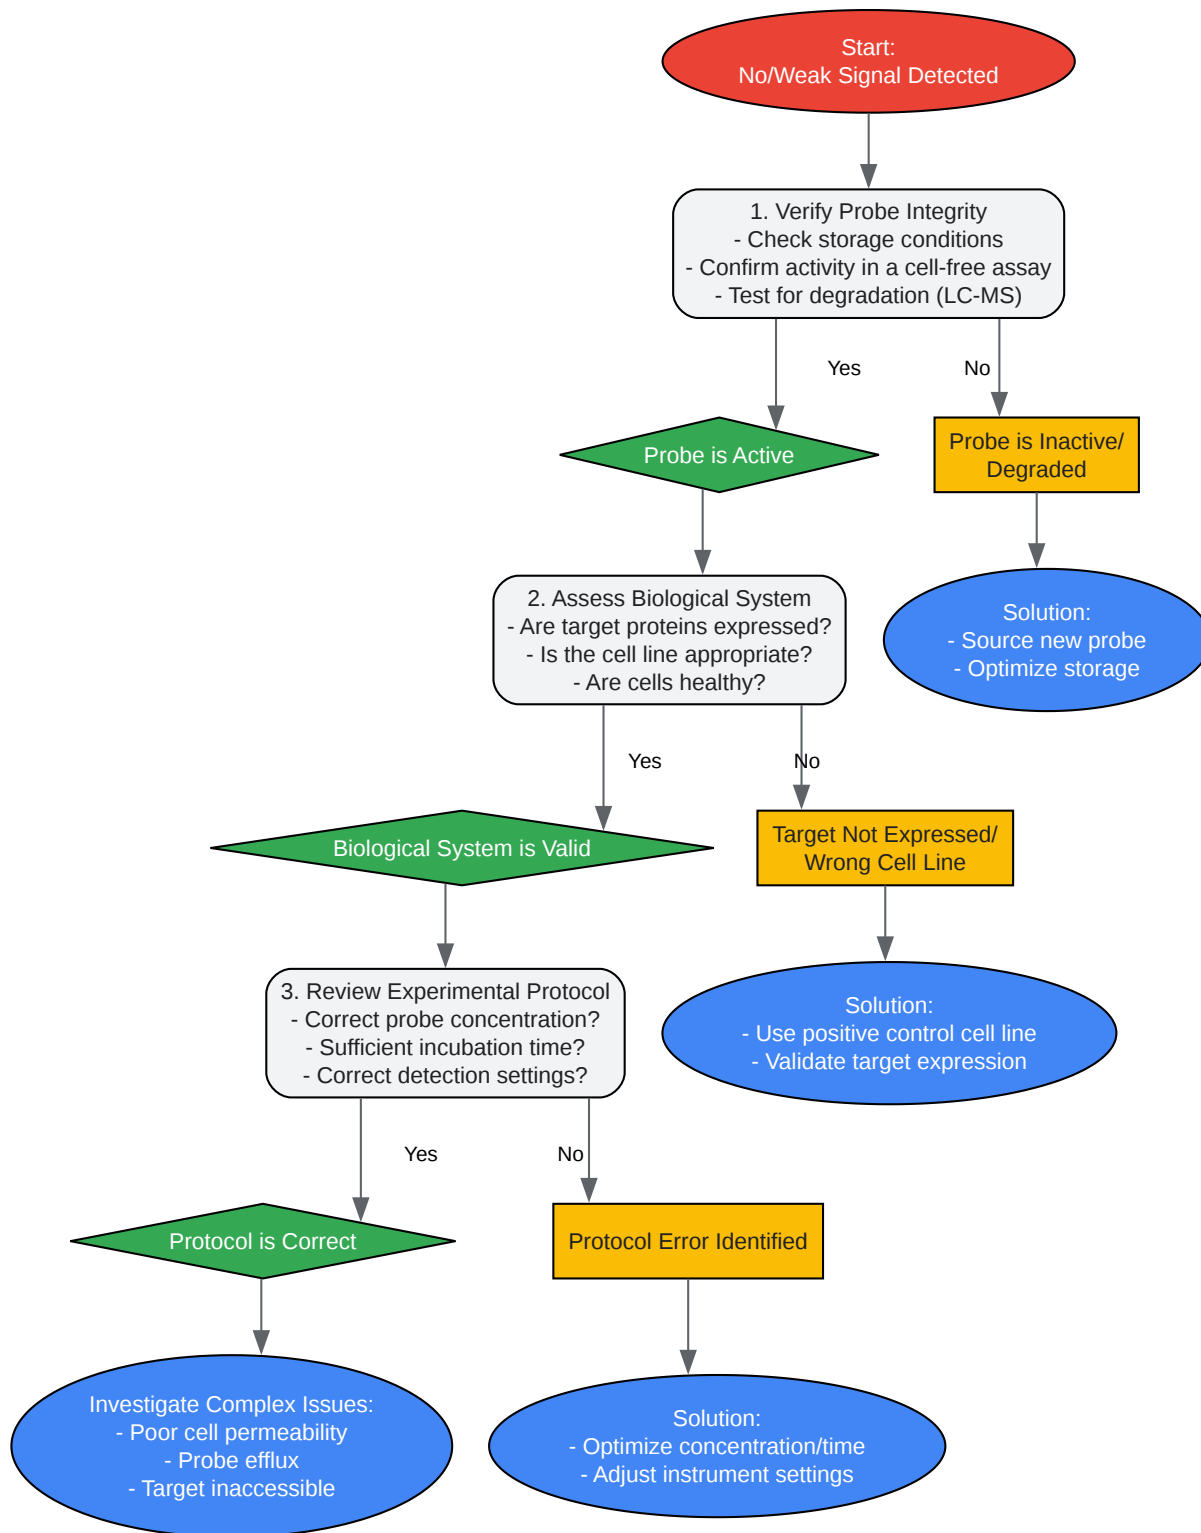 Start:
No/Weak Signal Detected
1. Verify Probe Integrity
- Check storage conditions
- Confirm activity in a cell-free assay
- Test for degradation (LC-MS)
Yes
No
Probe is Active
Probe is Inactive/
Degraded
2. Assess Biological System
- Are target proteins expressed?
- Is the cell line appropriate?
- Are cells healthy?
Solution:
- Source new probe
- Optimize storage
Yes
No
Biological System is Valid
Target Not Expressed/
Wrong Cell Line
3. Review Experimental Protocol
- Correct probe concentration?
- Sufficient incubation time?
- Correct detection settings?
Solution:
- Use positive control cell line
- Validate target expression
Yes
No
Protocol is Correct
Protocol Error Identified
Investigate Complex Issues:
- Poor cell permeability
- Probe efflux
- Target inaccessible
Solution:
- Optimize concentration/time
- Adjust instrument settings